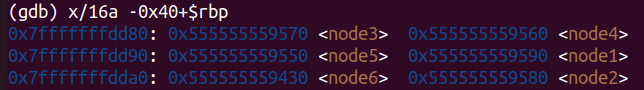 (gdb) x/16a -0x40+$rbp
0x7fffffffdd80: 0x555555559570 <node3>  0x555555559560 <node4>
0x7fffffffdd90: 0x555555559550 <node5>  0x555555559590 <node1>
0x7fffffffdda0: 0x555555559430 <node6>  0x555555559580 <node2>